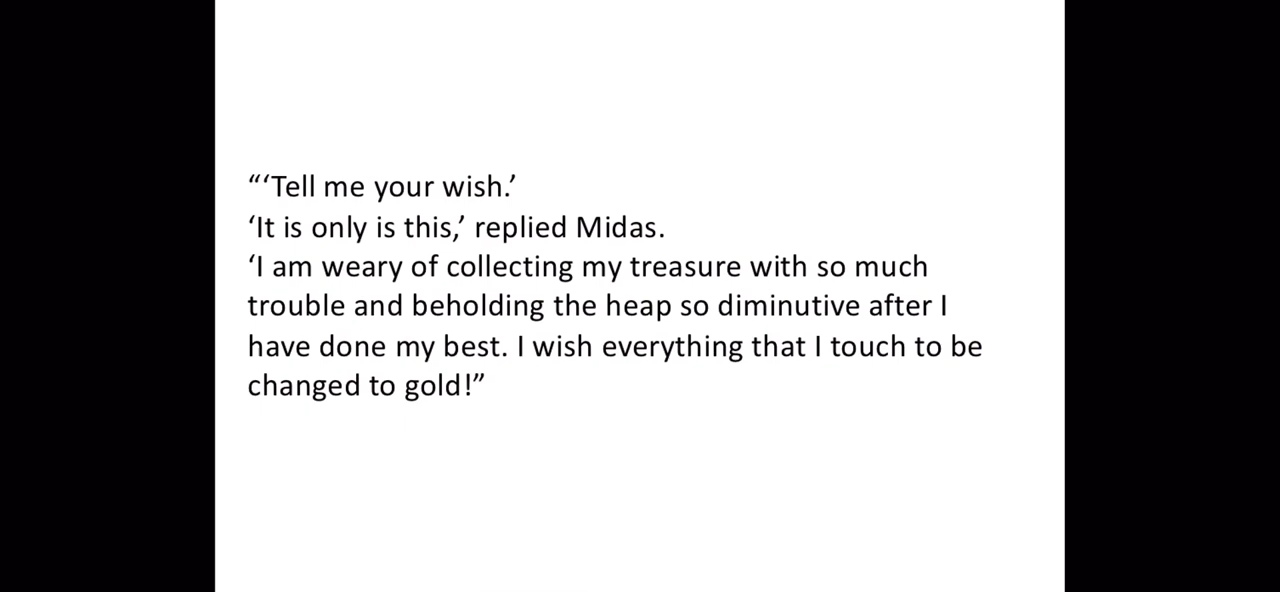 “‘Tell me your wish.’
‘It is only is this,’ replied Midas.
‘I am weary of collecting my treasure with so much
trouble and beholding the heap so diminutive after I
have done my best. I wish everything that I touch to be
changed to gold!”